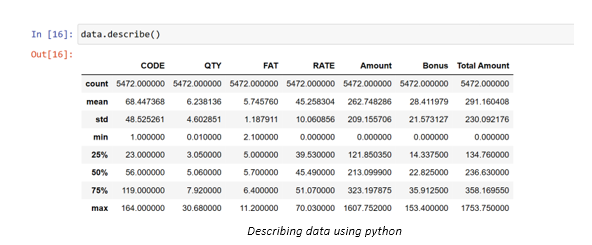 In [16]: data.describe()
Out[16]:
CODE QTY FAT RATE Amount Bonus Total Amount
count 5472.000000 5472.000000 5472.000000 5472.000000 5472.000000 5472.000000 5472.000000
mean 68.447368 6.238136 5.745760 45.258304 262.748286 28.411979 291.160408
std 48.525261 4.602851 1.187911 10.060856 209.155706 21.573127 230.092176
min 1.000000 0.010000 2.100000 0.000000 0.000000 0.000000 0.000000
25% 23.000000 3.050000 5.000000 39.530000 121.850350 14.337500 134.760000
50% 56.000000 5.060000 5.700000 45.490000 213.099900 22.825000 236.630000
75% 119.000000 7.920000 6.400000 51.070000 323.197875 35.912500 358.169550
max 164.000000 30.680000 11.200000 70.030000 1607.752000 153.400000 1753.750000
Describing data using python